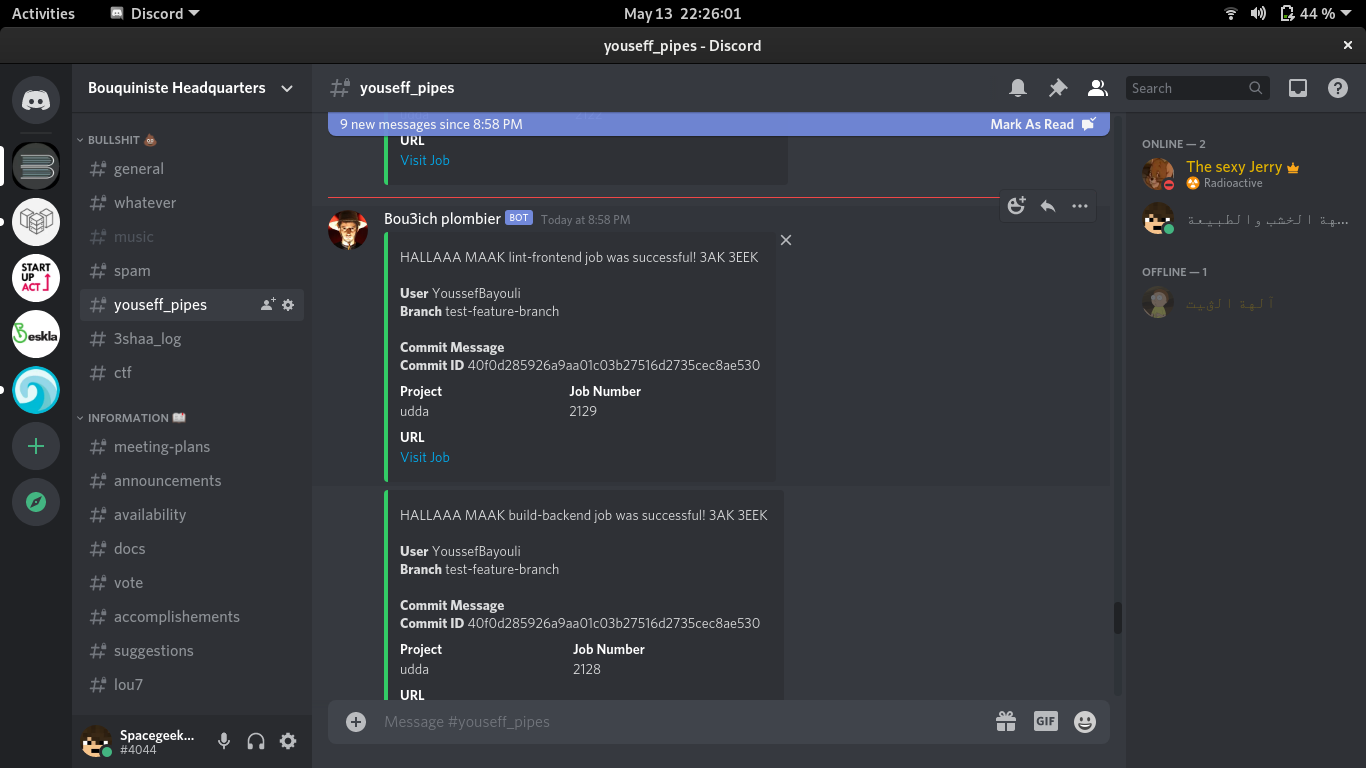 Activities
Discord
May 13 22:26:01
44 %
youseff_pipes - Discord
Bouquiniste Headquarters
BULLSHIT 💩
general
whatever
music
spam
youseff_pipes
3shaa_log
ctf
INFORMATION 📖
meeting-plans
announcements
availability
docs
vote
accomplishements
suggestions
lou7
Spacegeek...
#4044
START
UP
ACT
eskla
youseff_pipes
Search
9 new messages since 8:58 PM
Mark As Read
URL
Visit Job
Bou3ich plombier BOT Today at 8:58 PM
HALLAAA MAAK lint-frontend job was successful! 3AK 3EEK
User YoussefBayouli
Branch test-feature-branch
Commit Message
Commit ID 40f0d285926a9aa01c03b27516d2735cec8ae530
Project Job Number
udda 2129
URL
Visit Job
HALLAAA MAAK build-backend job was successful! 3AK 3EEK
User YoussefBayouli
Branch test-feature-branch
Commit Message
Commit ID 40f0d285926a9aa01c03b27516d2735cec8ae530
Project Job Number
udda 2128
URL
Message #youseff_pipes
GIF
ONLINE — 2
The sexy Jerry
Radioactive
هة الخشب والطبيعة...
OFFLINE — 1
آلهة الڨيت